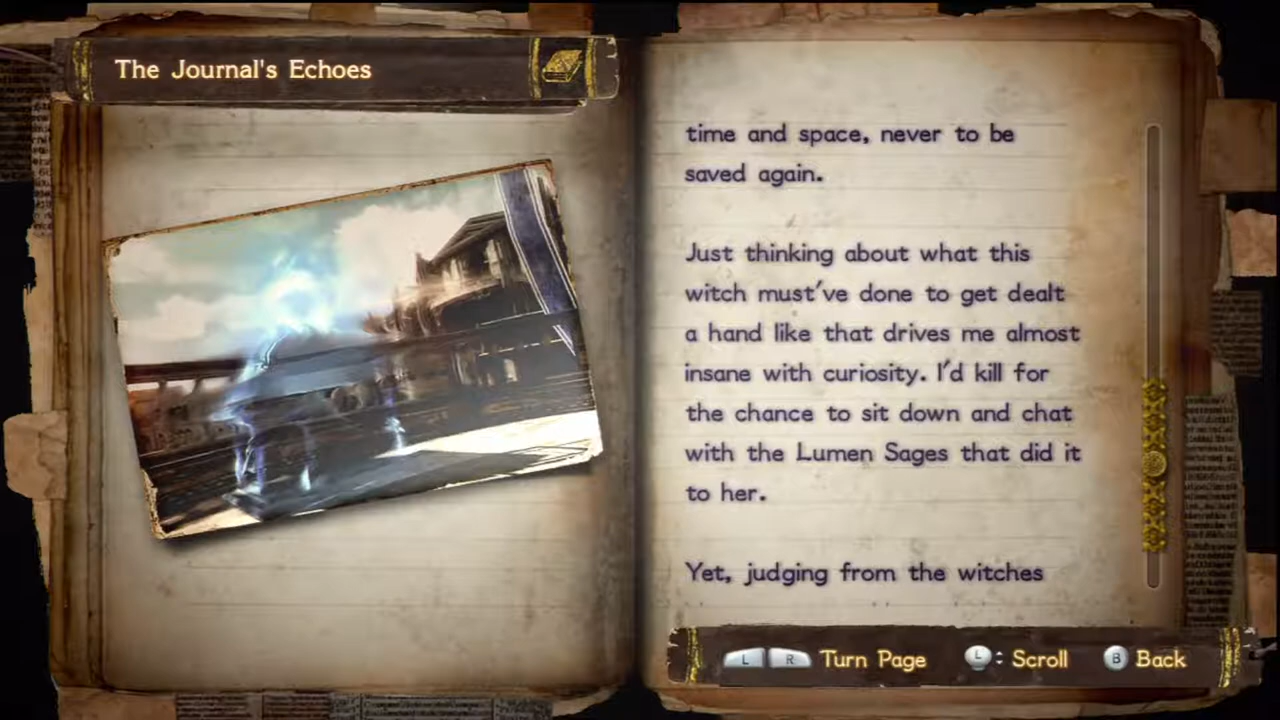 The Journal's Echoes
time and space, never to be
saved again.
Just thinking about what this
witch must've done to get dealt
a hand like that drives me almost
insane with curiosity. I'd kill for
the chance to sit down and chat
with the Lumen Sages that did it
to her.
Yet, judging from the witches
L R Turn Page L : Scroll B Back